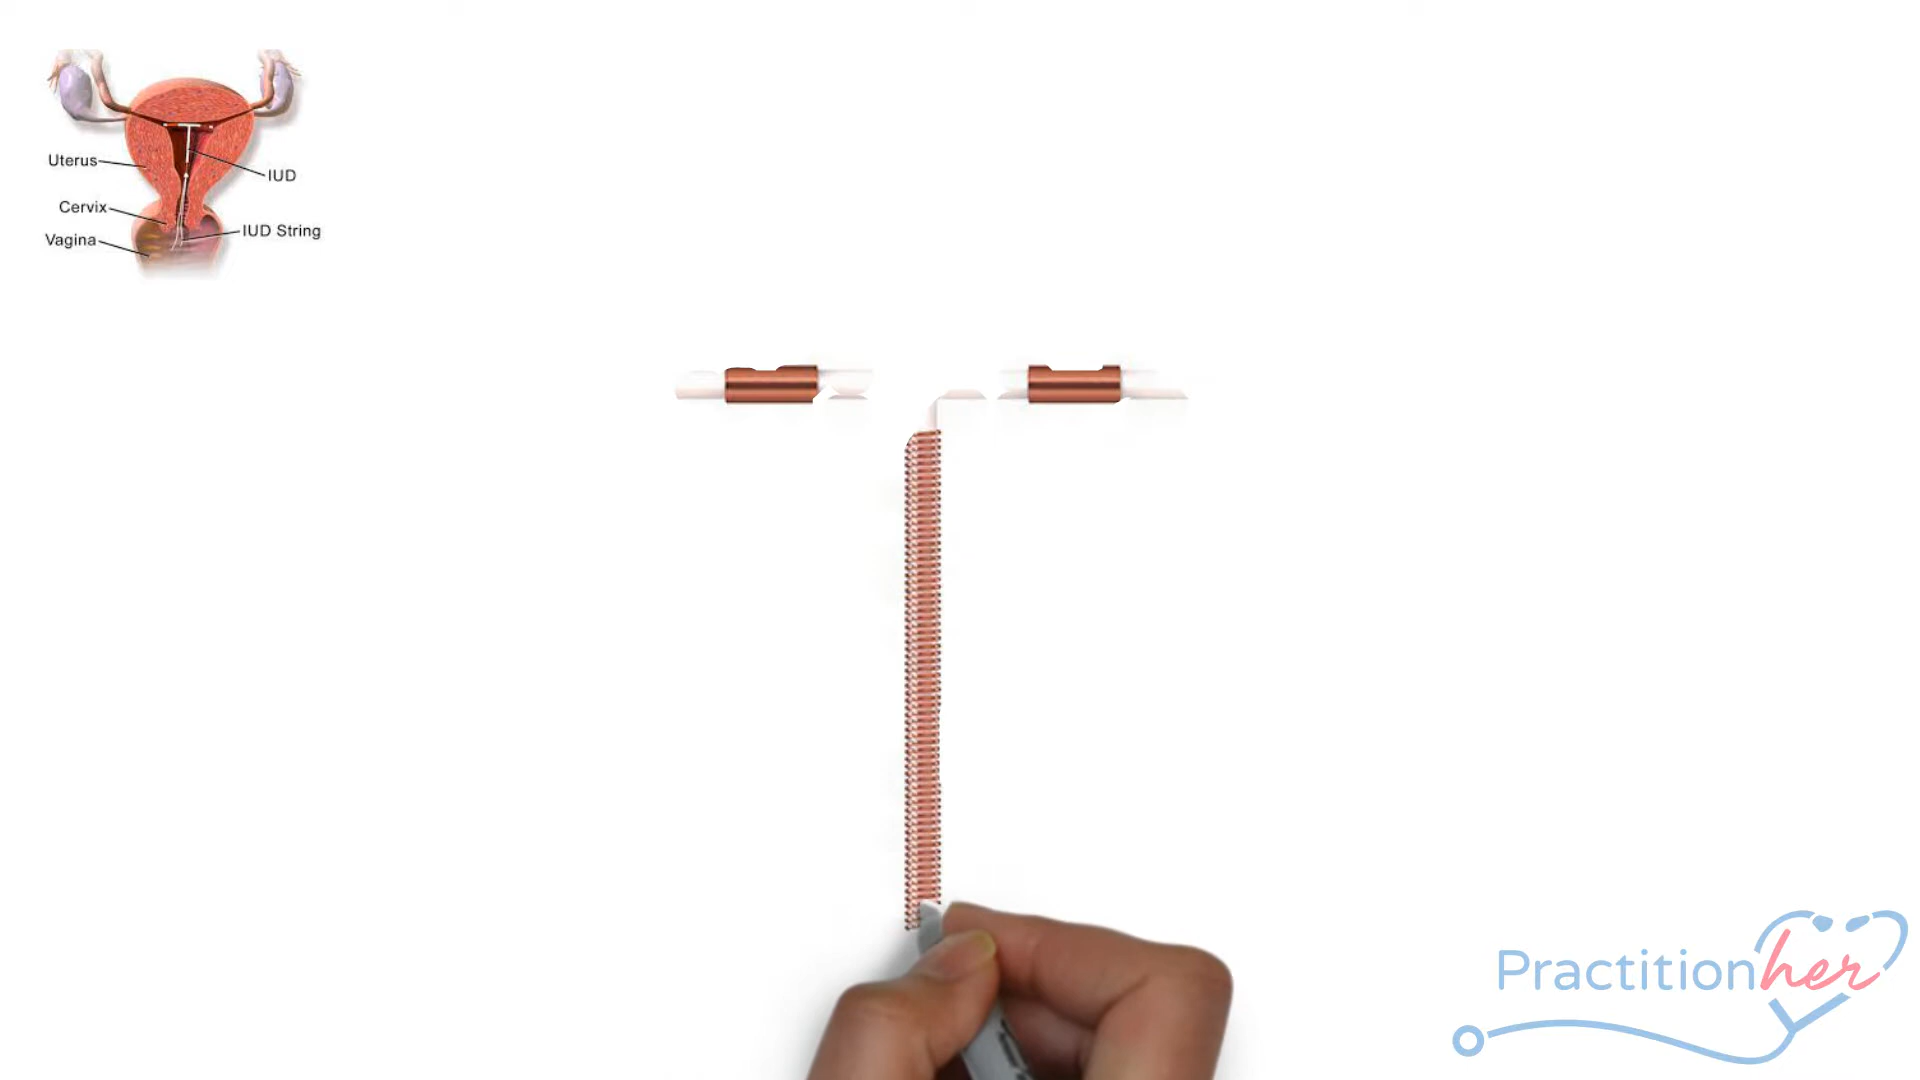 Uterus
IUD
Cervix
IUD String
Vagina
Practitionher